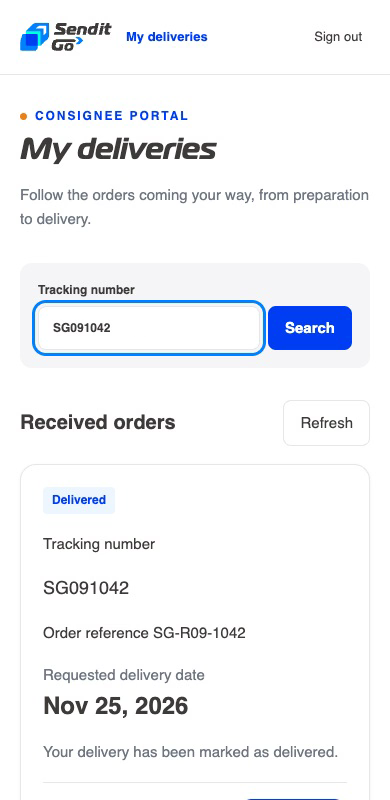 Sendit
Go
My deliveries
Sign out
CONSIGNEE PORTAL
My deliveries
Follow the orders coming your way, from preparation
to delivery.
Tracking number
SG091042
Search
Received orders
Refresh
Delivered
Tracking number
SG091042
Order reference SG-R09-1042
Requested delivery date
Nov 25, 2026
Your delivery has been marked as delivered.